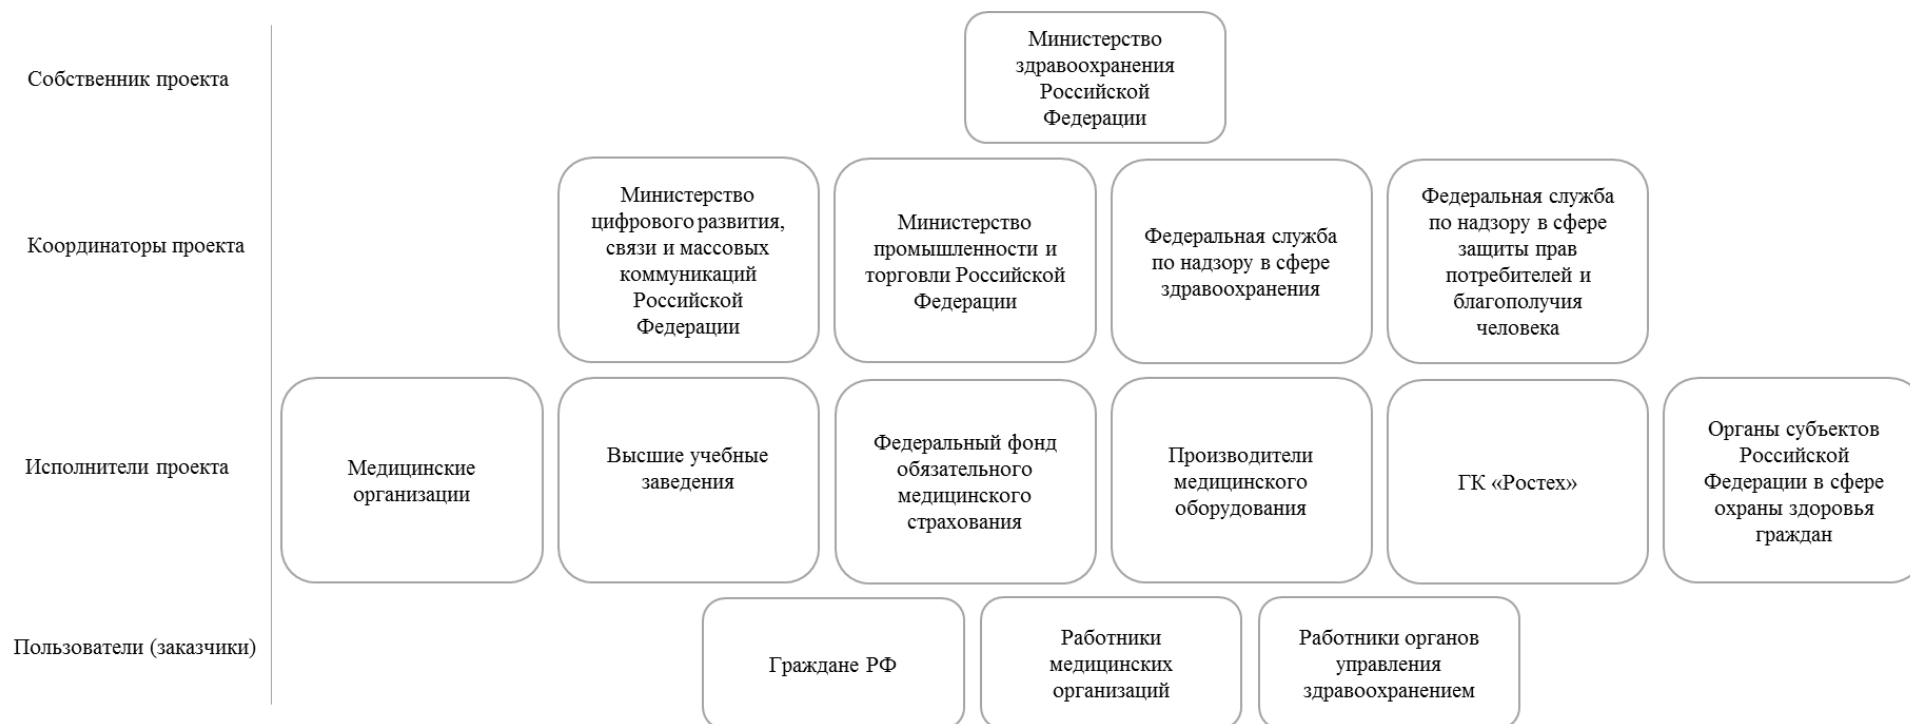 Собственник проекта
Министерство
здравоохранения
Российской
Федерации
Координаторы проекта
Министерство
цифрового развития,
связи и массовых
коммуникаций
Российской
Федерации
Министерство
промышленности и
торговли Российской
Федерации
Федеральная служба
по надзору в сфере
здравоохранения
Федеральная служба
по надзору в сфере
защиты прав
потребителей и
благополучия
человека
Исполнители проекта
Медицинские
организации
Высшие учебные
заведения
Федеральный фонд
обязательного
медицинского
страхования
Производители
медицинского
оборудования
ГК «Ростех»
Органы субъектов
Российской
Федерации в сфере
охраны здоровья
граждан
Пользователи (заказчики)
Граждане РФ
Работники
медицинских
организаций
Работники органов
управления
здравоохранением